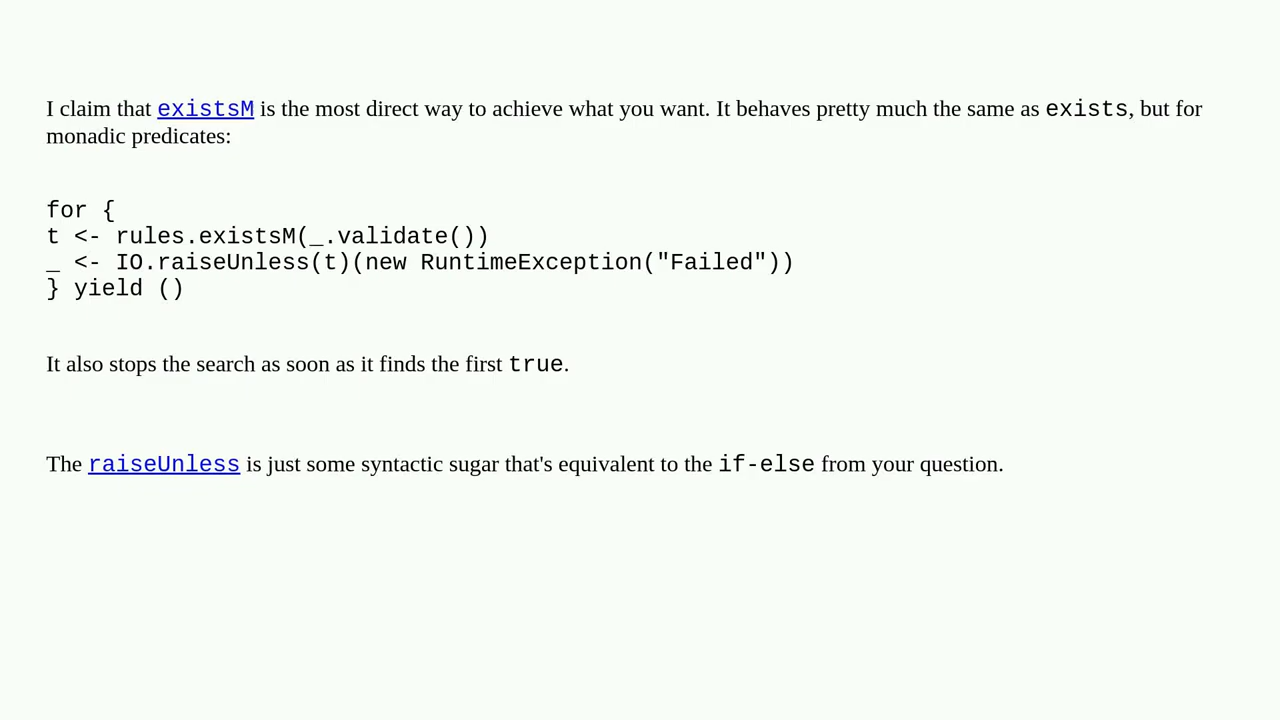 I claim that existsM is the most direct way to achieve what you want. It behaves pretty much the same as exists, but for
monadic predicates:
for {
t <- rules.existsM(_.validate())
_ <- IO.raiseUnless(t)(new RuntimeException("Failed"))
} yield ()
It also stops the search as soon as it finds the first true.
The raiseUnless is just some syntactic sugar that's equivalent to the if-else from your question.